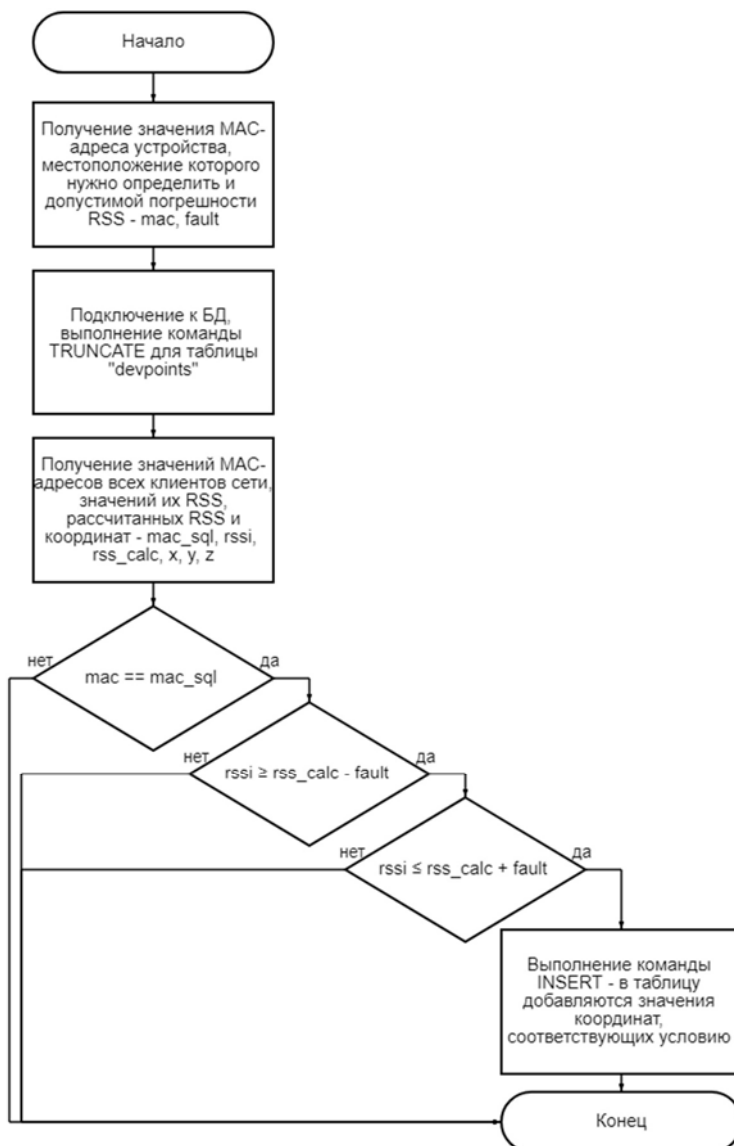 Начало
Получение значения MAC-
адреса устройства,
местоположение которого
нужно определить и
допустимой погрешности
RSS - mac, fault
Подключение к БД,
выполнение команды
TRUNCATE для таблицы
"devpoints"
Получение значений MAC-
адресов всех клиентов сети,
значений их RSS,
рассчитанных RSS и
координат - mac_sql, rssi,
rss_calc, x, y, z
нет
mac == mac_sql
да
нет
rssi ≥ rss_calc - fault
да
нет
rssi ≤ rss_calc + fault
да
Выполнение команды
INSERT - в таблицу
добавляются значения
координат,
соответствующих условию
Конец